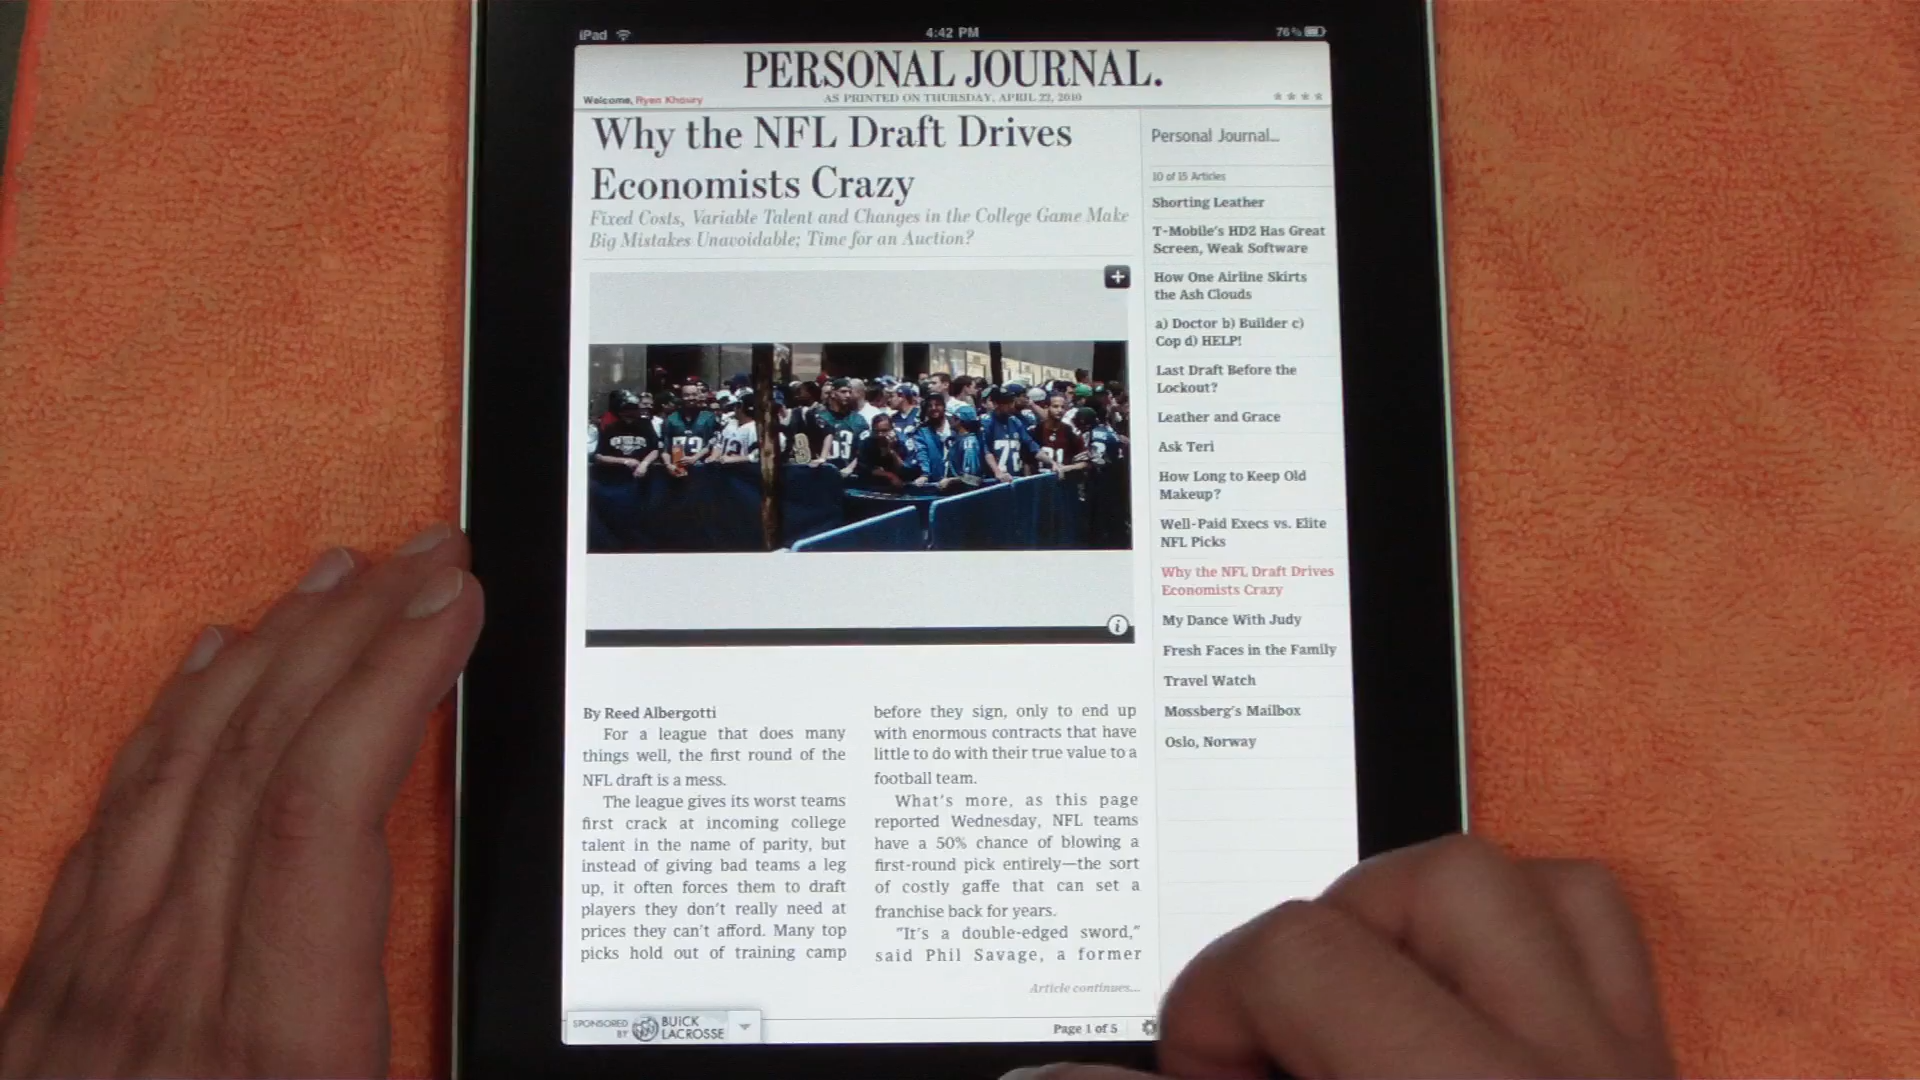 iPad
4:42 PM
76%
PERSONAL JOURNAL.
Welcome, Ryan Khoury
AS PRINTED ON THURSDAY, APRIL 22, 2010
Why the NFL Draft Drives
Economists Crazy
Fixed Costs, Variable Talent and Changes in the College Game Make
Big Mistakes Unavoidable; Time for an Auction?
73
63
72
By Reed Albergotti
For a league that does many
things well, the first round of the
NFL draft is a mess.
The league gives its worst teams
first crack at incoming college
talent in the name of parity, but
instead of giving bad teams a leg
up, it often forces them to draft
players they don't really need at
prices they can't afford. Many top
picks hold out of training camp
before they sign, only to end up
with enormous contracts that have
little to do with their true value to a
football team.
What's more, as this page
reported Wednesday, NFL teams
have a 50% chance of blowing a
first-round pick entirely—the sort
of costly gaffe that can set a
franchise back for years.
"It's a double-edged sword,"
said Phil Savage, a former
Article continues...
Personal Journal...
10 of 15 Articles
Shorting Leather
T-Mobile's HD2 Has Great
Screen, Weak Software
How One Airline Skirts
the Ash Clouds
a) Doctor b) Builder c)
Cop d) HELP!
Last Draft Before the
Lockout?
Leather and Grace
Ask Teri
How Long to Keep Old
Makeup?
Well-Paid Execs vs. Elite
NFL Picks
Why the NFL Draft Drives
Economists Crazy
My Dance With Judy
Fresh Faces in the Family
Travel Watch
Mossberg's Mailbox
Oslo, Norway
SPONSORED
BY
BUICK
LACROSSE
Page 1 of 5